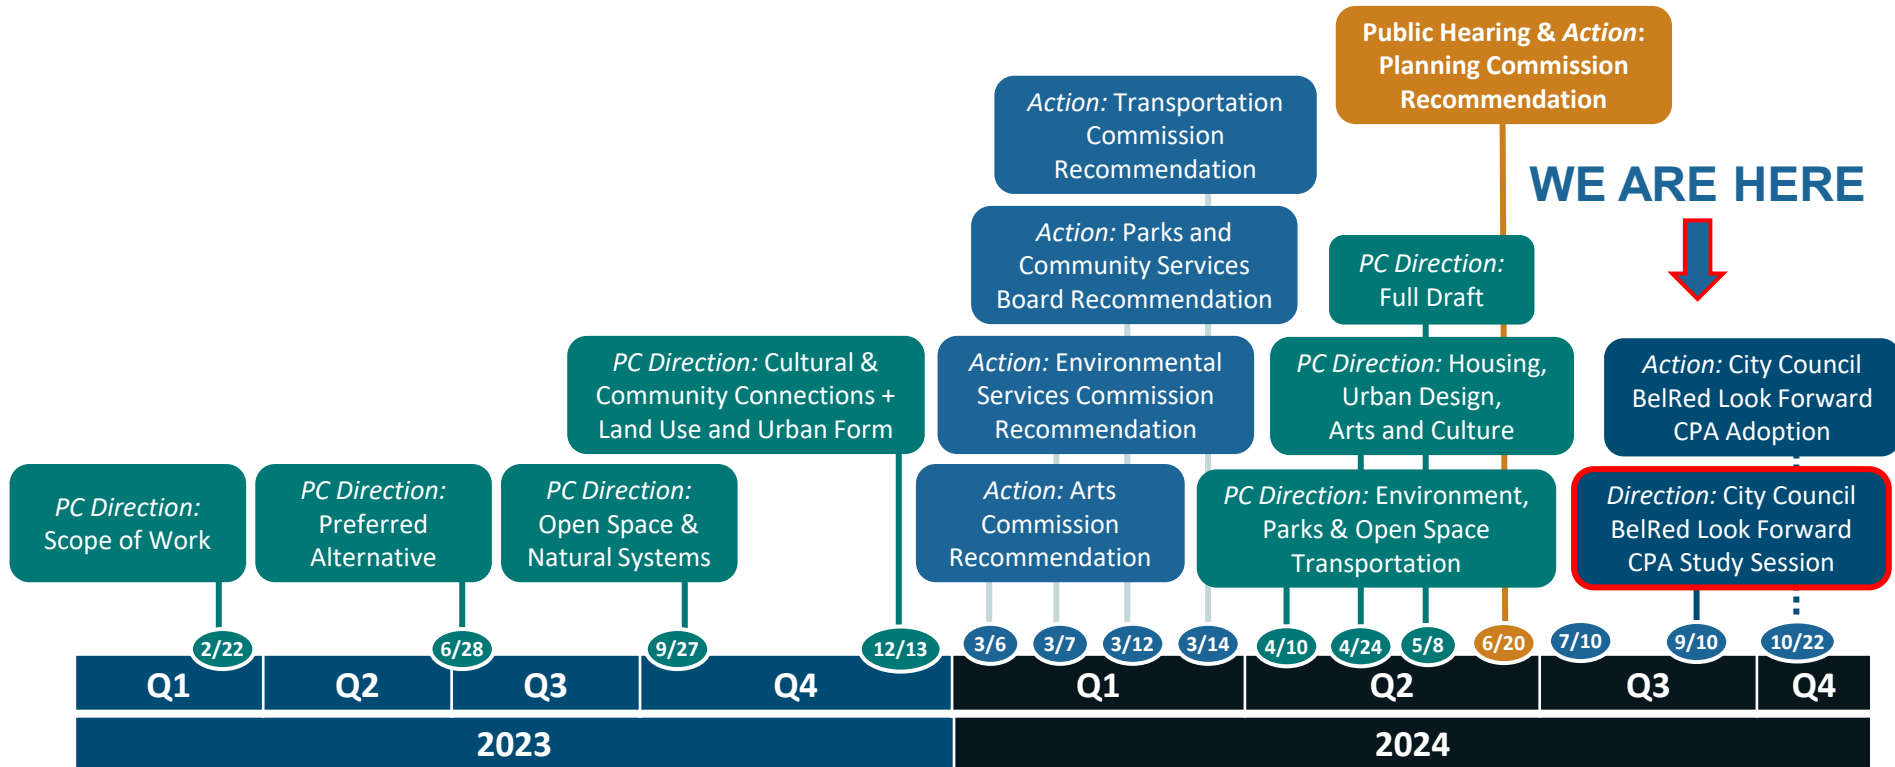 Public Hearing & Action:
Planning Commission
Recommendation
Action: Transportation
Commission
Recommendation
WE ARE HERE
Action: Parks and
Community Services
Board Recommendation
PC Direction:
Full Draft
PC Direction: Cultural &
Community Connections +
Land Use and Urban Form
Action: Environmental
Services Commission
Recommendation
PC Direction: Housing,
Urban Design,
Arts and Culture
Action: City Council
BelRed Look Forward
CPA Adoption
PC Direction:
Scope of Work
PC Direction:
Preferred
Alternative
PC Direction:
Open Space &
Natural Systems
Action: Arts
Commission
Recommendation
PC Direction: Environment,
Parks & Open Space
Transportation
Direction: City Council
BelRed Look Forward
CPA Study Session
2/22
6/28
9/27
12/13
3/6
3/7
3/12
3/14
4/10
4/24
5/8
6/20
7/10
9/10
10/22
Q1
Q2
Q3
Q4
Q1
Q2
Q3
Q4
2023
2024